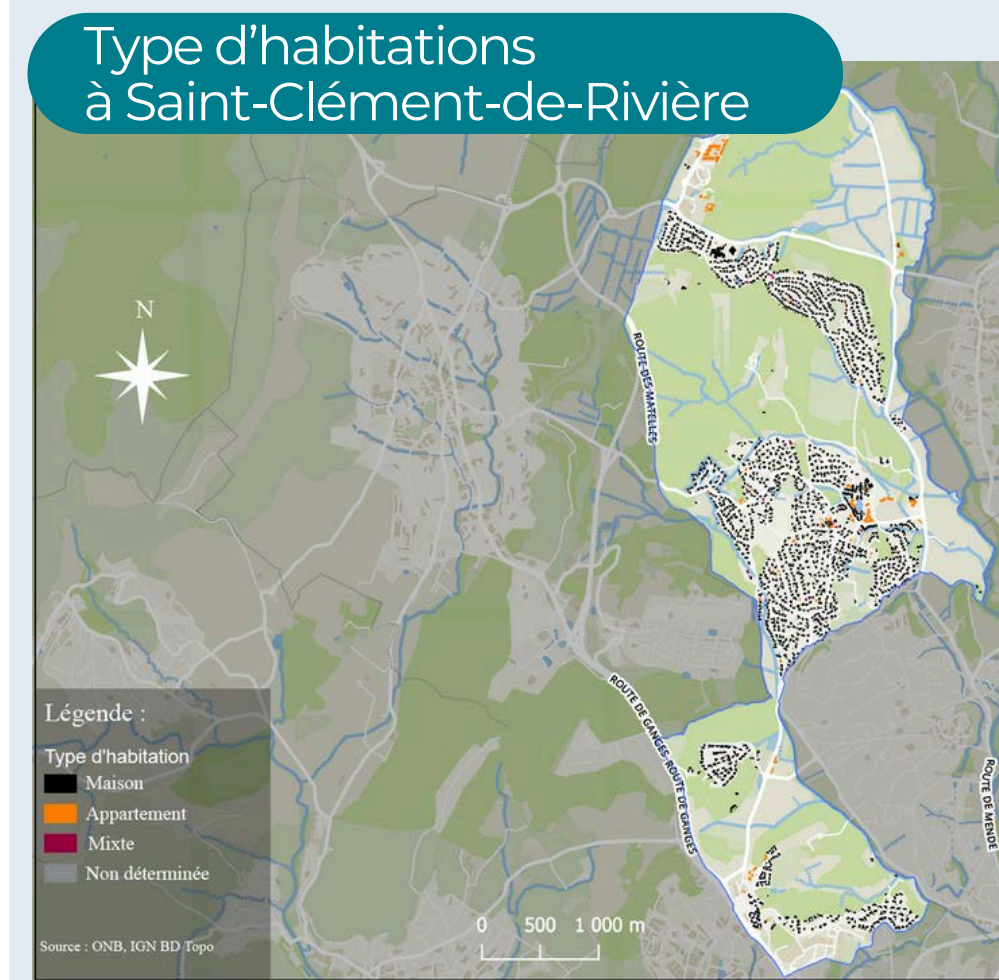 Type d'habitations
à Saint-Clément-de-Rivière
N
ROUTE DES MATELLES
ROUTE DE GANGES-ROUTE DE GANGES
ROUTE DE MENDE
Légende :
Type d'habitation
Maison
Appartement
Mixte
Non déterminée
0 500 1 000 m
Source : ONB, IGN BD Topo